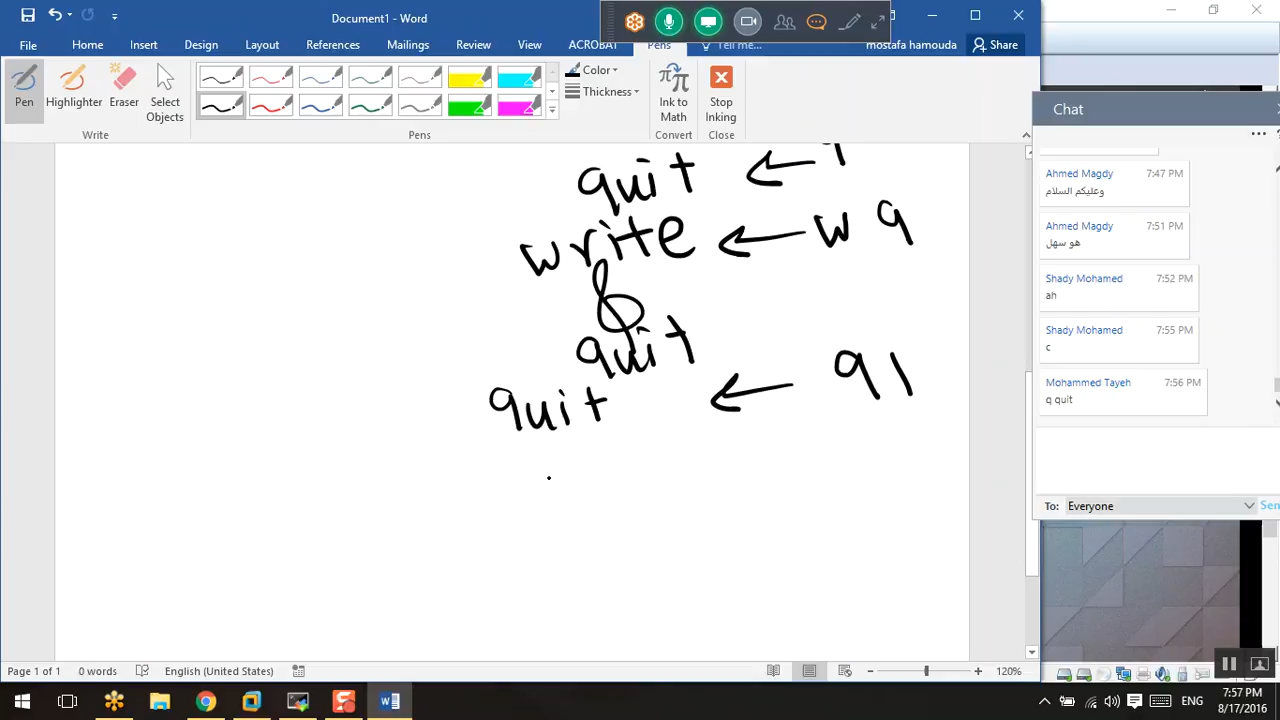 Document1 - Word
File Home Insert Design Layout References Mailings Review View ACROBAT Pens Tell me... mostafa hamouda Share
Pen Highlighter Eraser Select Objects
Color
Thickness
Ink to Math
Stop Inking
Write Pens Convert Close
quit ← q
write ← w q
&
quit
quit ← q!
Chat
Ahmed Magdy 7:47 PM
وعليكم السلام
Ahmed Magdy 7:51 PM
هو سهل
Shady Mohamed 7:52 PM
ah
Shady Mohamed 7:55 PM
c
Mohammed Tayeh 7:56 PM
q quit
To: Everyone
Page 1 of 1 0 words English (United States) 120%
ENG 7:57 PM
8/17/2016